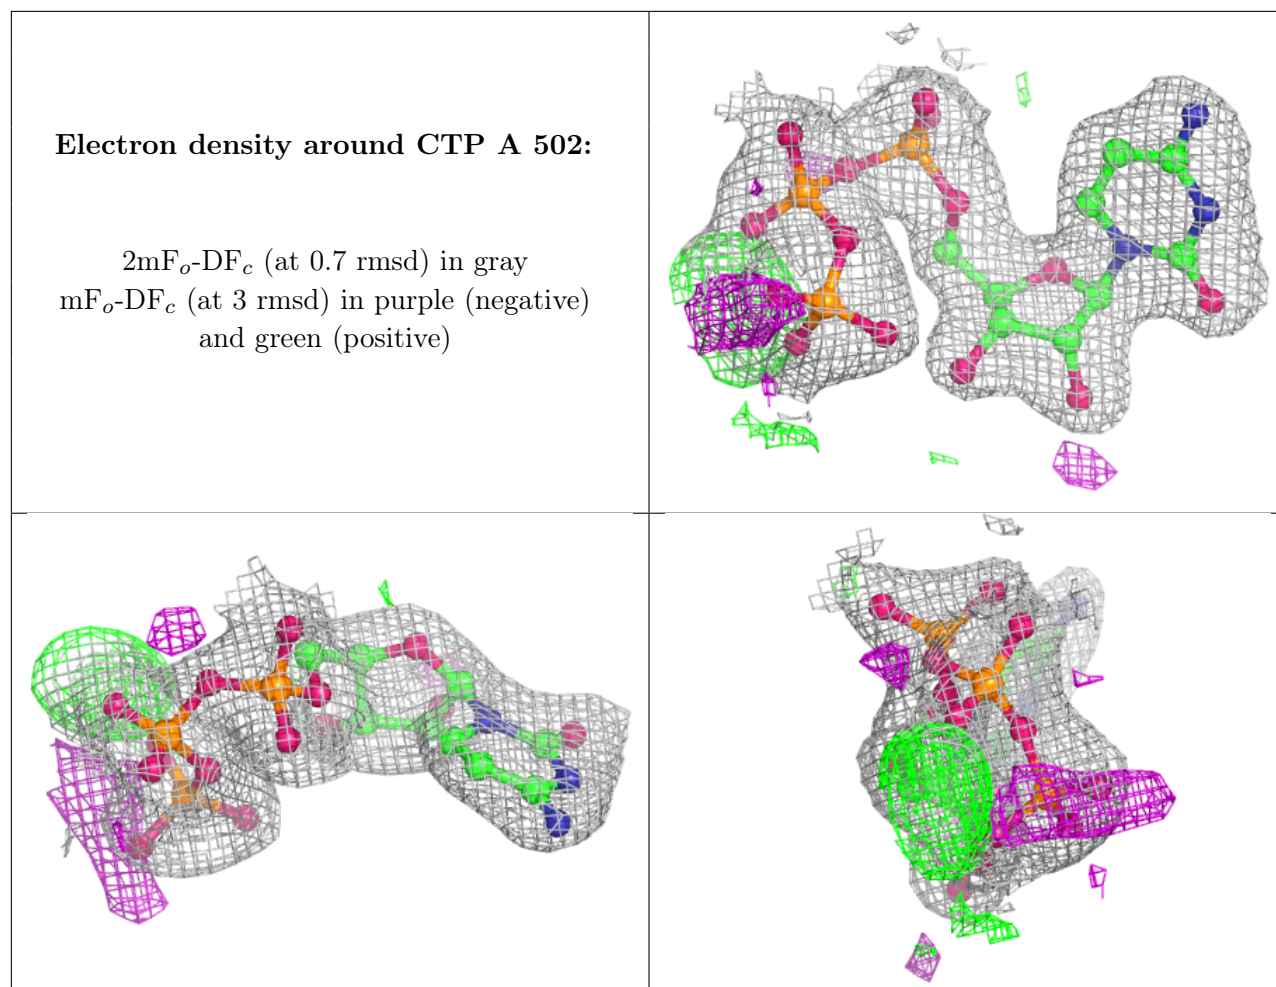 Electron density around CTP A 502:
2mFo-DFc (at 0.7 rmsd) in gray
mFo-DFc (at 3 rmsd) in purple (negative)
and green (positive)